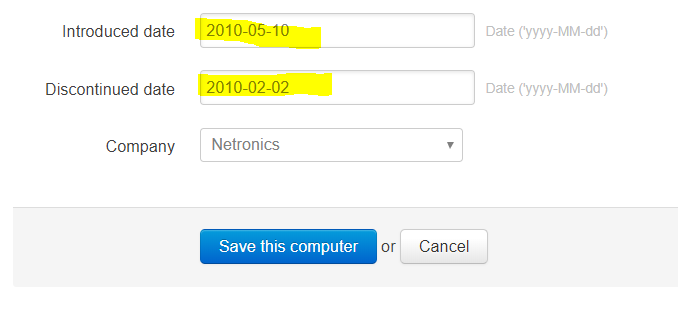 Introduced date 2010-05-10 Date ('yyyy-MM-dd')
Discontinued date 2010-02-02 Date ('yyyy-MM-dd')
Company Netronics
Save this computer or Cancel